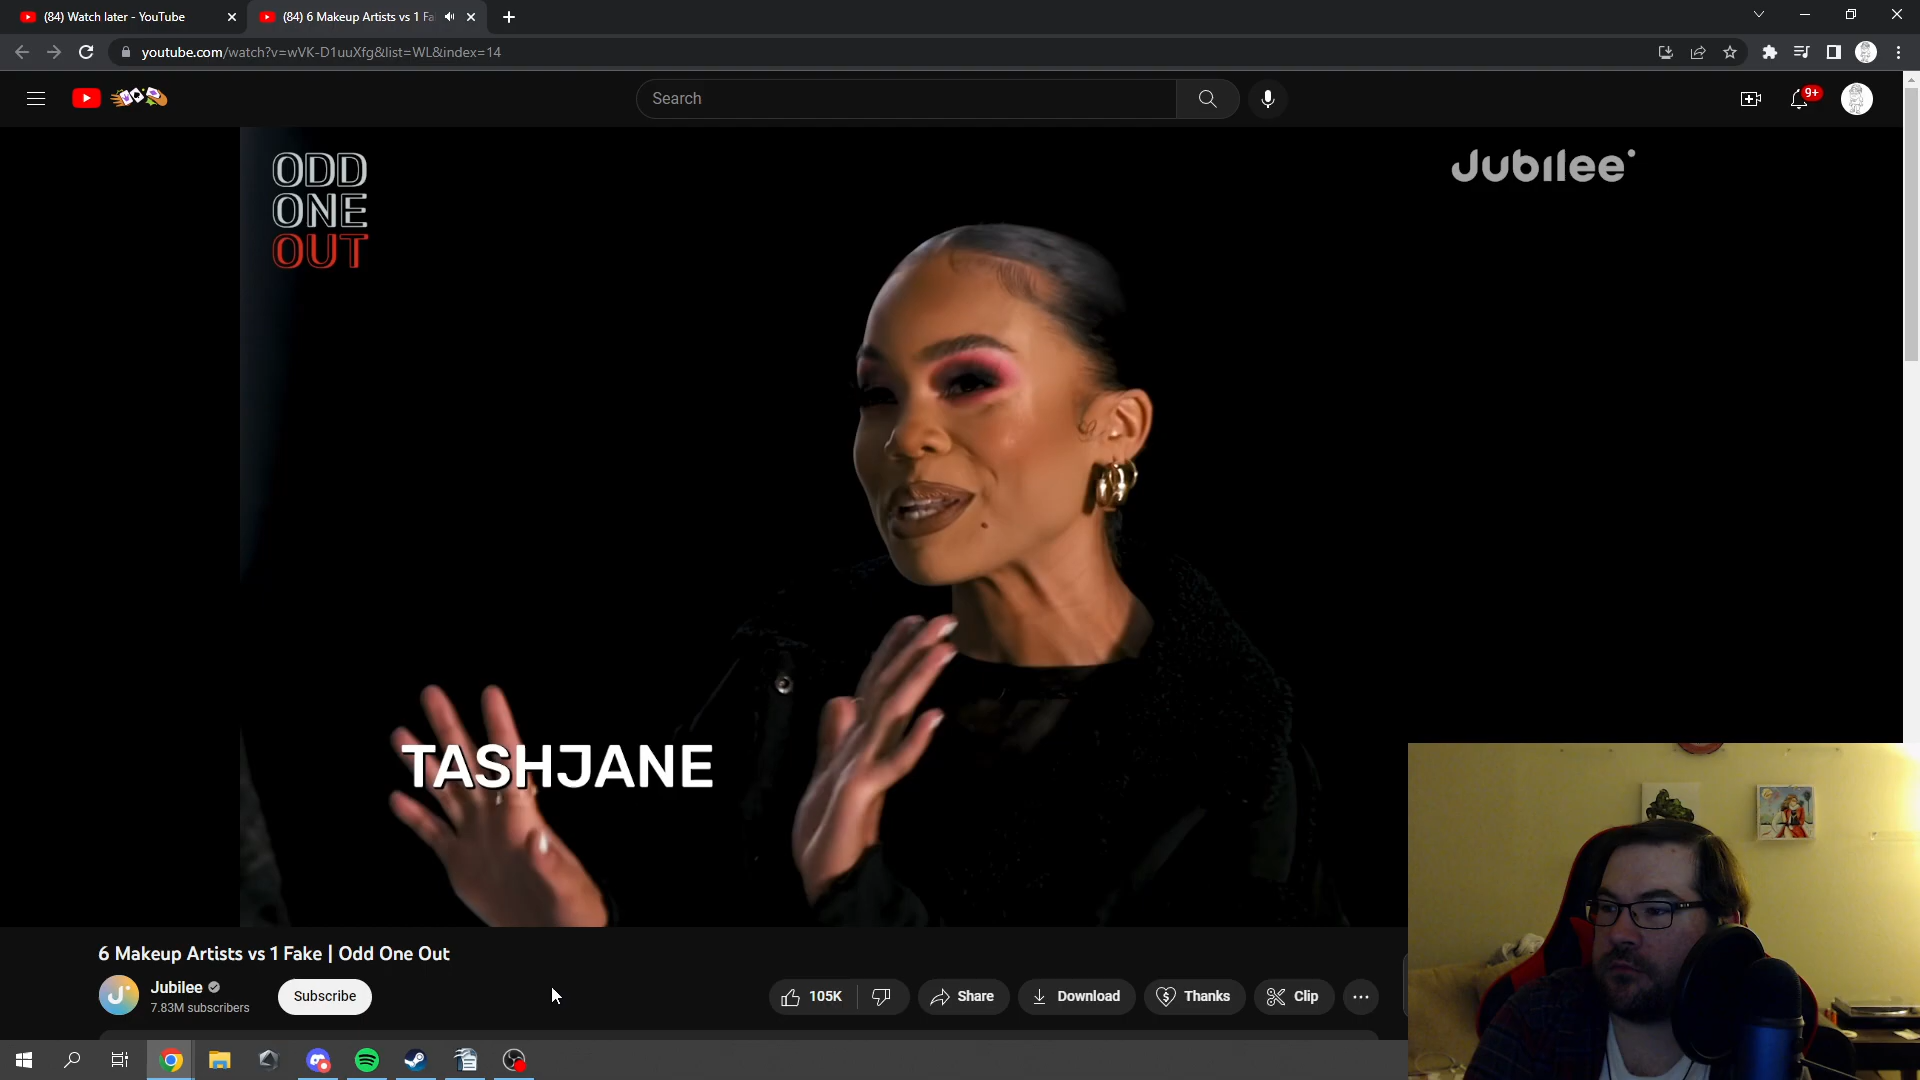 (84) Watch later - YouTube
(84) 6 Makeup Artists vs 1 Fa
youtube.com/watch?v=wVK-D1uuXfg&list=WL&index=14
Search
9+
ODD
ONE
OUT
Jubilee
TASHJANE
6 Makeup Artists vs 1 Fake | Odd One Out
Jubilee
7.83M subscribers
Subscribe
105K
Share
Download
Thanks
Clip